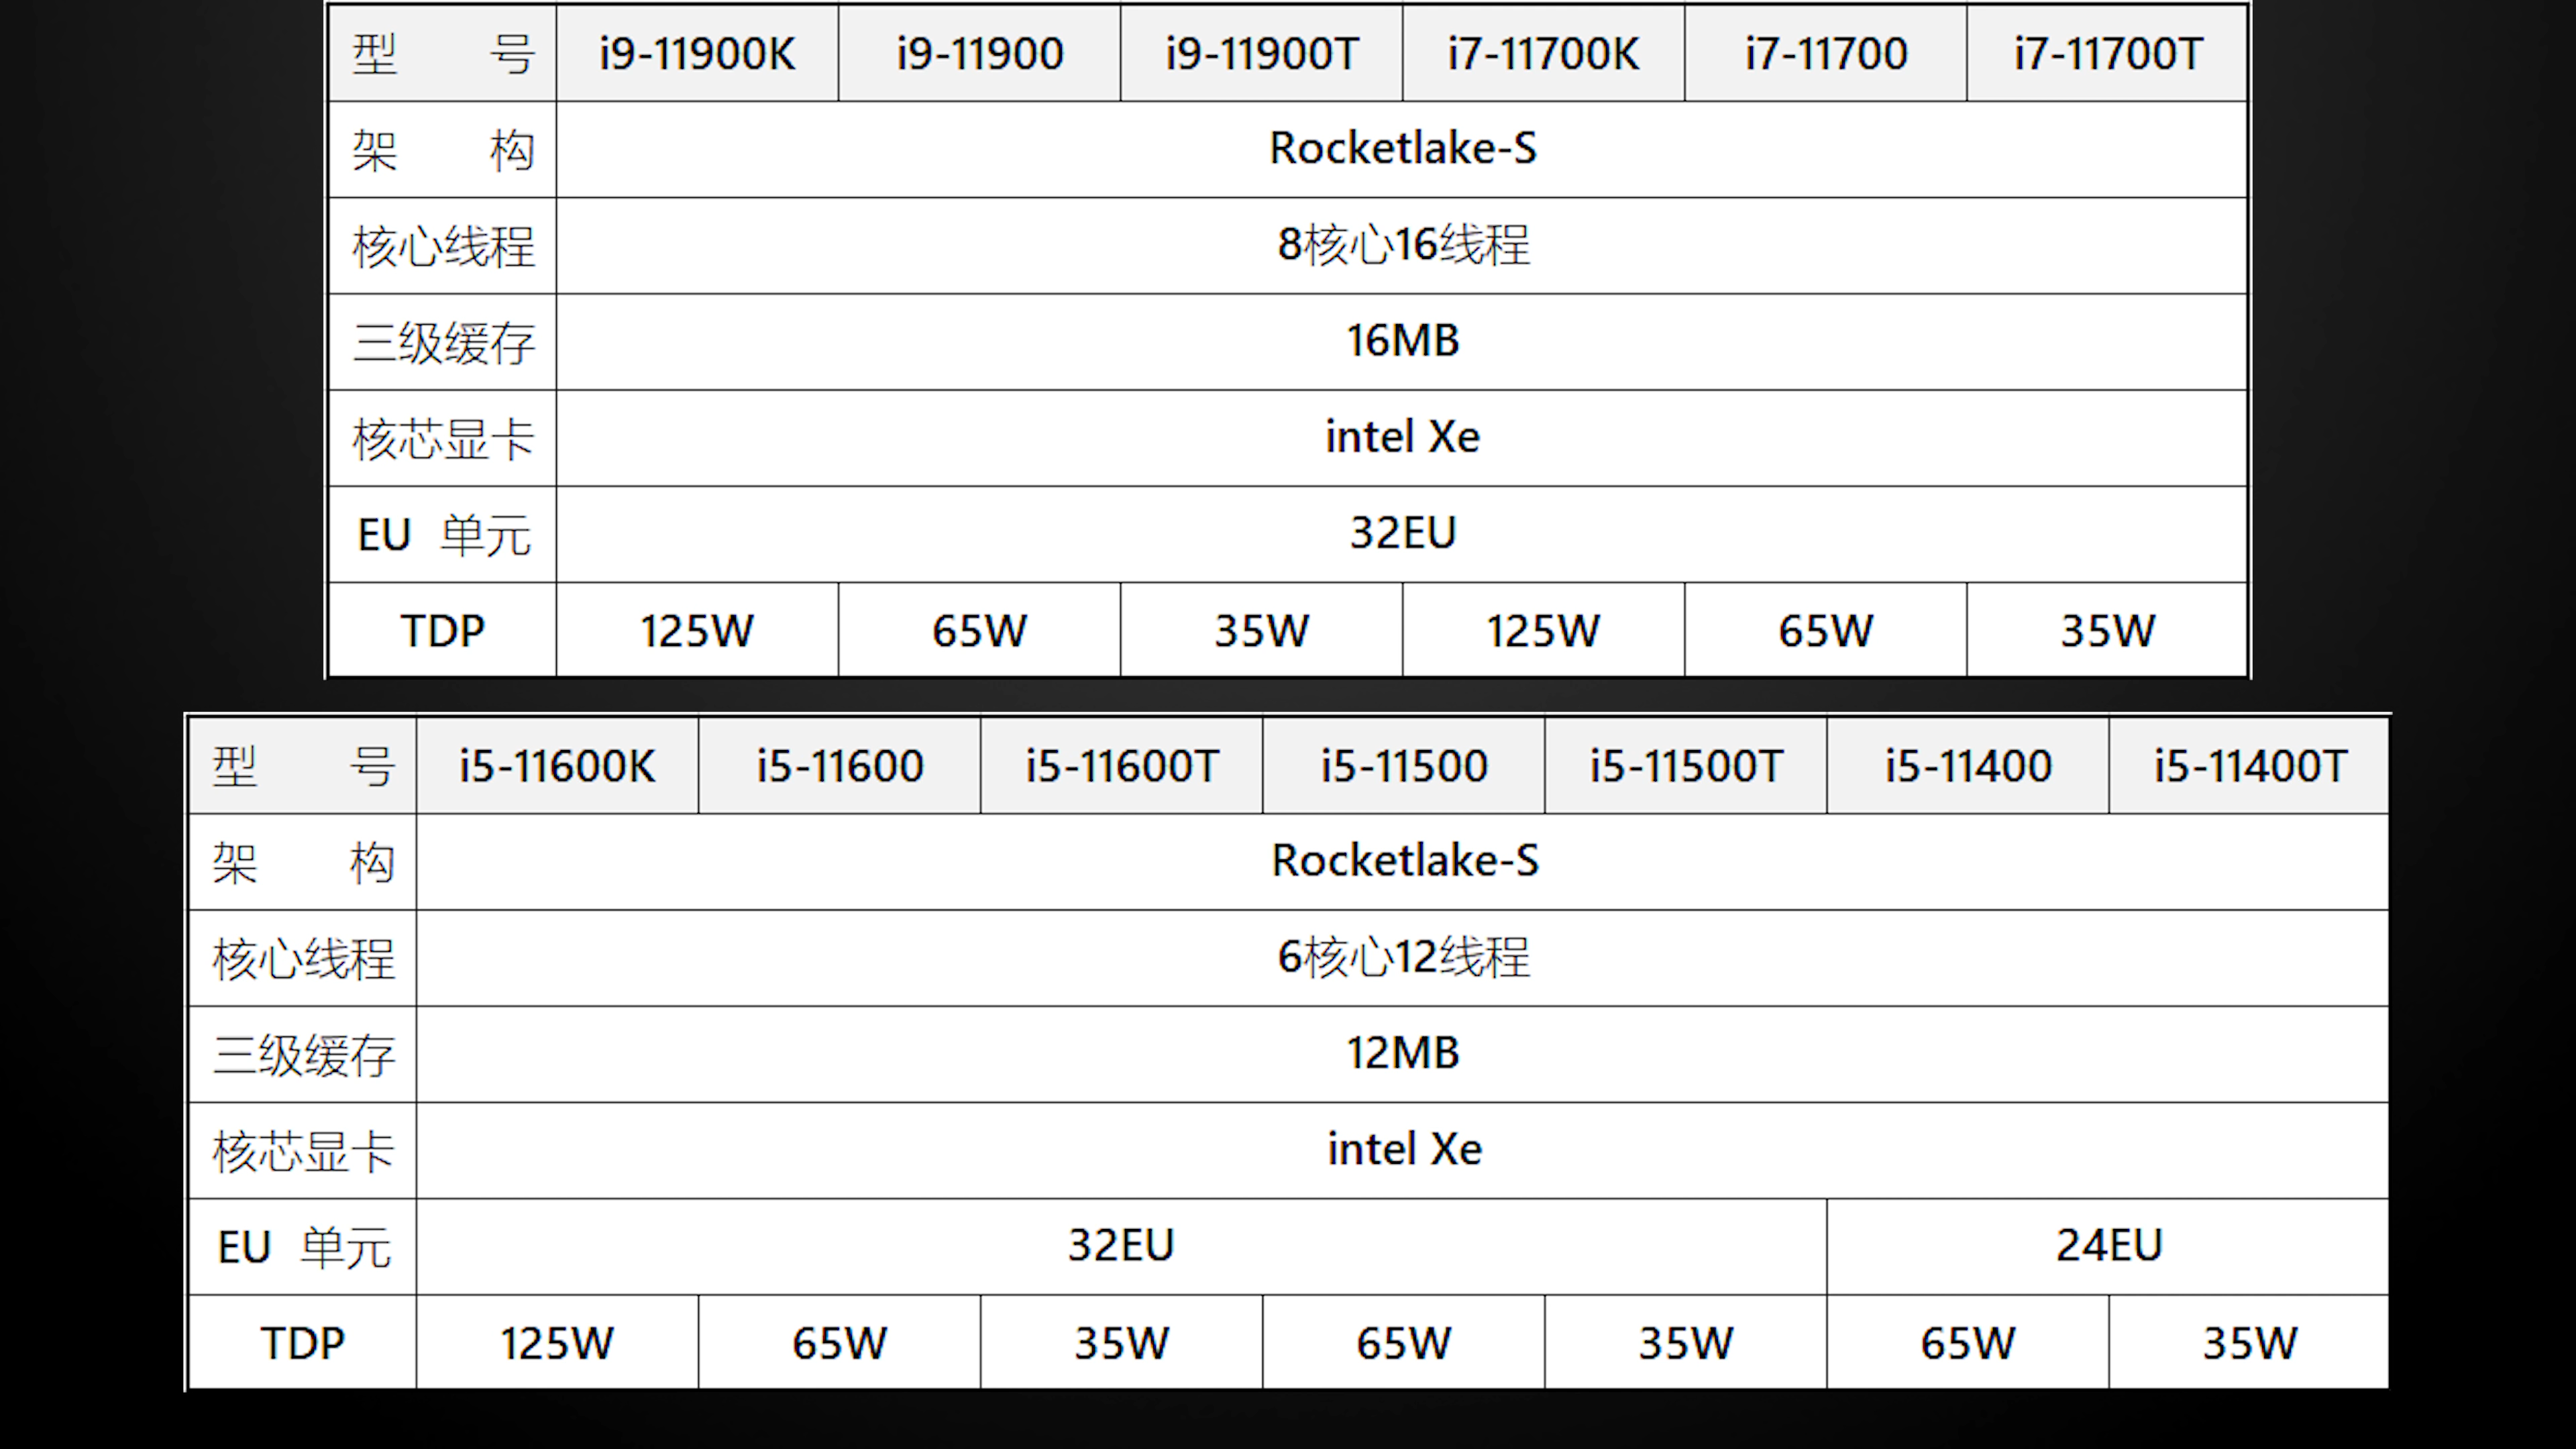 型 号 i9-11900K i9-11900 i9-11900T i7-11700K i7-11700 i7-11700T
架 构 Rocketlake-S
核心线程 8核心16线程
三级缓存 16MB
核芯显卡 intel Xe
EU 单元 32EU
TDP 125W 65W 35W 125W 65W 35W
型 号 i5-11600K i5-11600 i5-11600T i5-11500 i5-11500T i5-11400 i5-11400T
架 构 Rocketlake-S
核心线程 6核心12线程
三级缓存 12MB
核芯显卡 intel Xe
EU 单元 32EU 24EU
TDP 125W 65W 35W 65W 35W 65W 35W